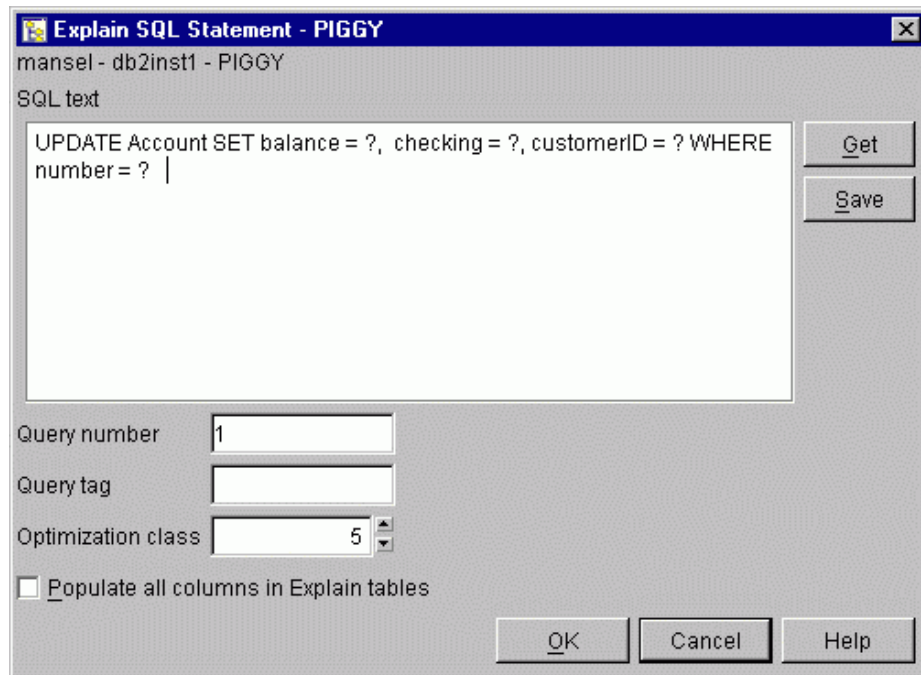 Explain SQL Statement - PIGGY
mansel - db2inst1 - PIGGY
SQL text
UPDATE Account SET balance = ?,  checking = ?, customerID = ? WHERE
number = ?
Get
Save
Query number 1
Query tag
Optimization class 5
Populate all columns in Explain tables
OK Cancel Help